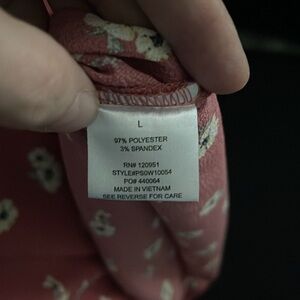 L
97% POLYESTER
3% SPANDEX
RN# 120951
STYLE#PS0W10054
PO# 440064
MADE IN VIETNAM
SEE REVERSE FOR CARE